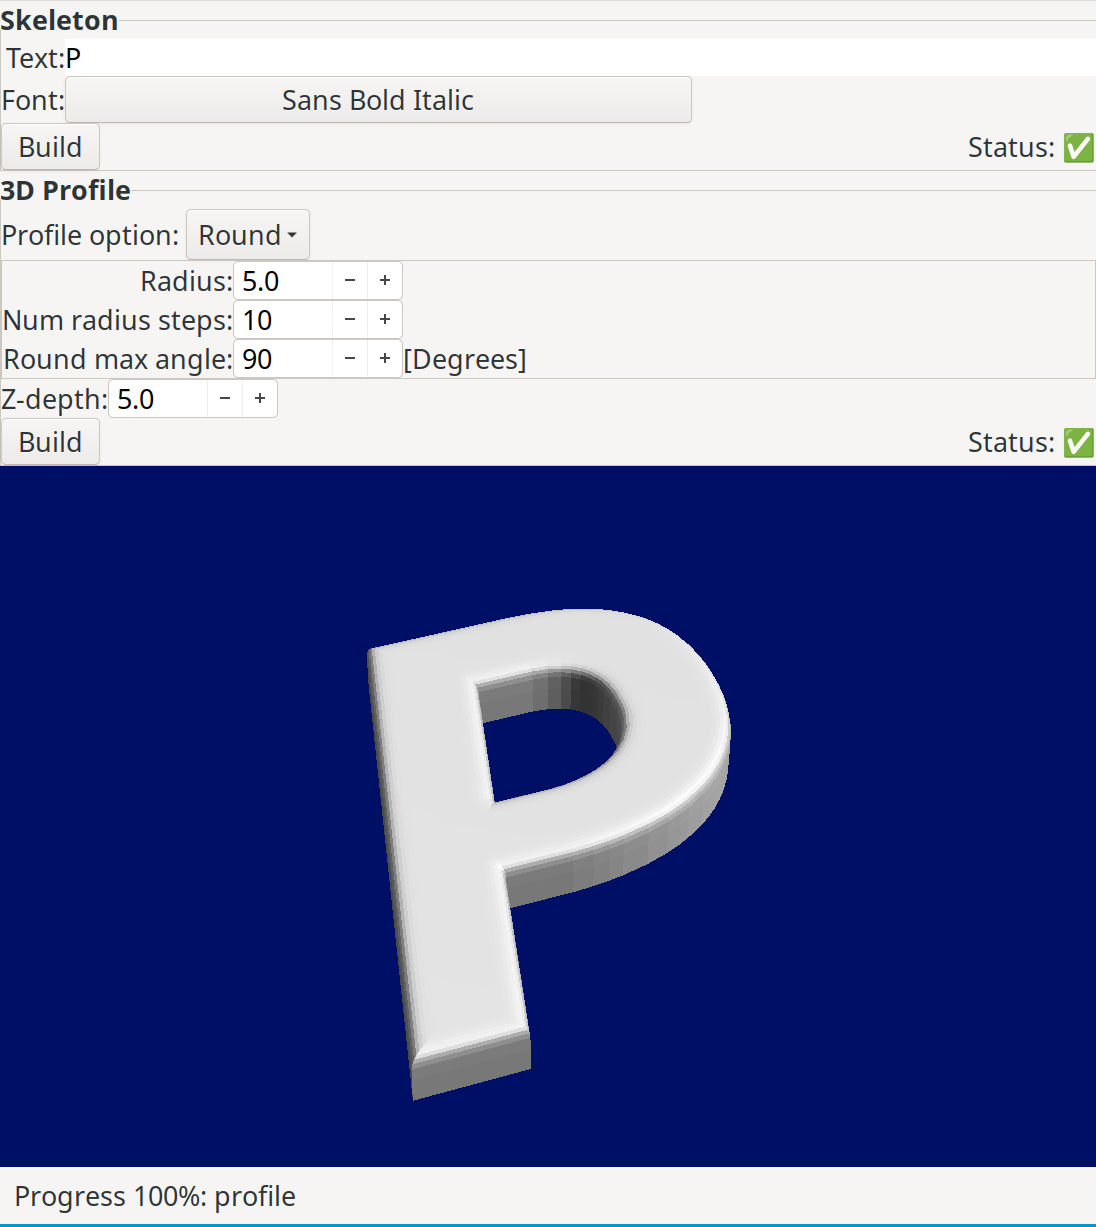 Skeleton
Text: P
Font: Sans Bold Italic
Build Status: ✅
3D Profile
Profile option: Round
Radius: 5.0 − +
Num radius steps: 10 − +
Round max angle: 90 − + [Degrees]
Z-depth: 5.0 − +
Build Status: ✅
P
Progress 100%: profile